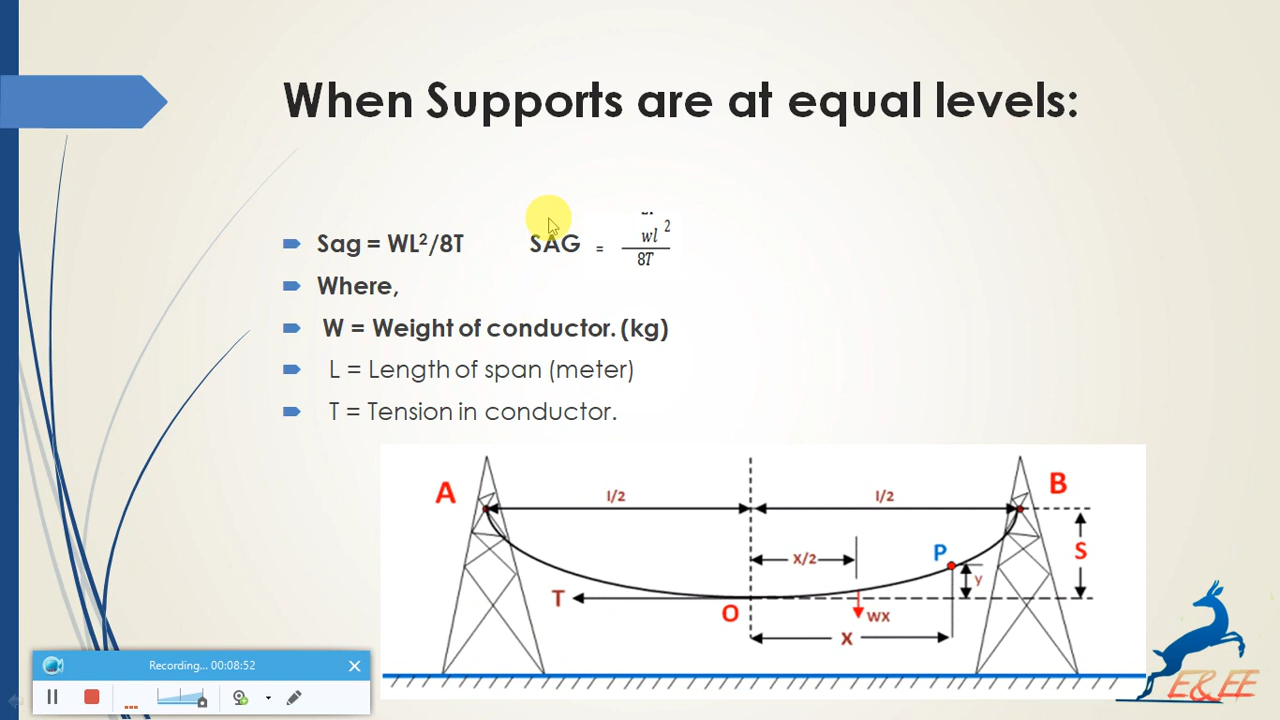 When Supports are at equal levels:
Sag = WL²/8T SAG = wl²/8T
Where,
W = Weight of conductor. (kg)
L = Length of span (meter)
T = Tension in conductor.
A l/2 l/2 B
X/2 P S
y
T O WX
X
Recording... 00:08:52
E&EE